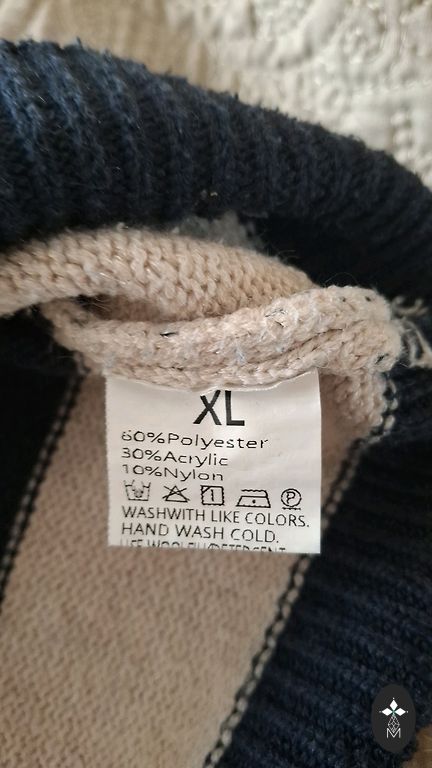 XL
60%Polyester
30%Acrylic
10%Nylon
P
WASHWITH LIKE COLORS.
HAND WASH COLD.
M